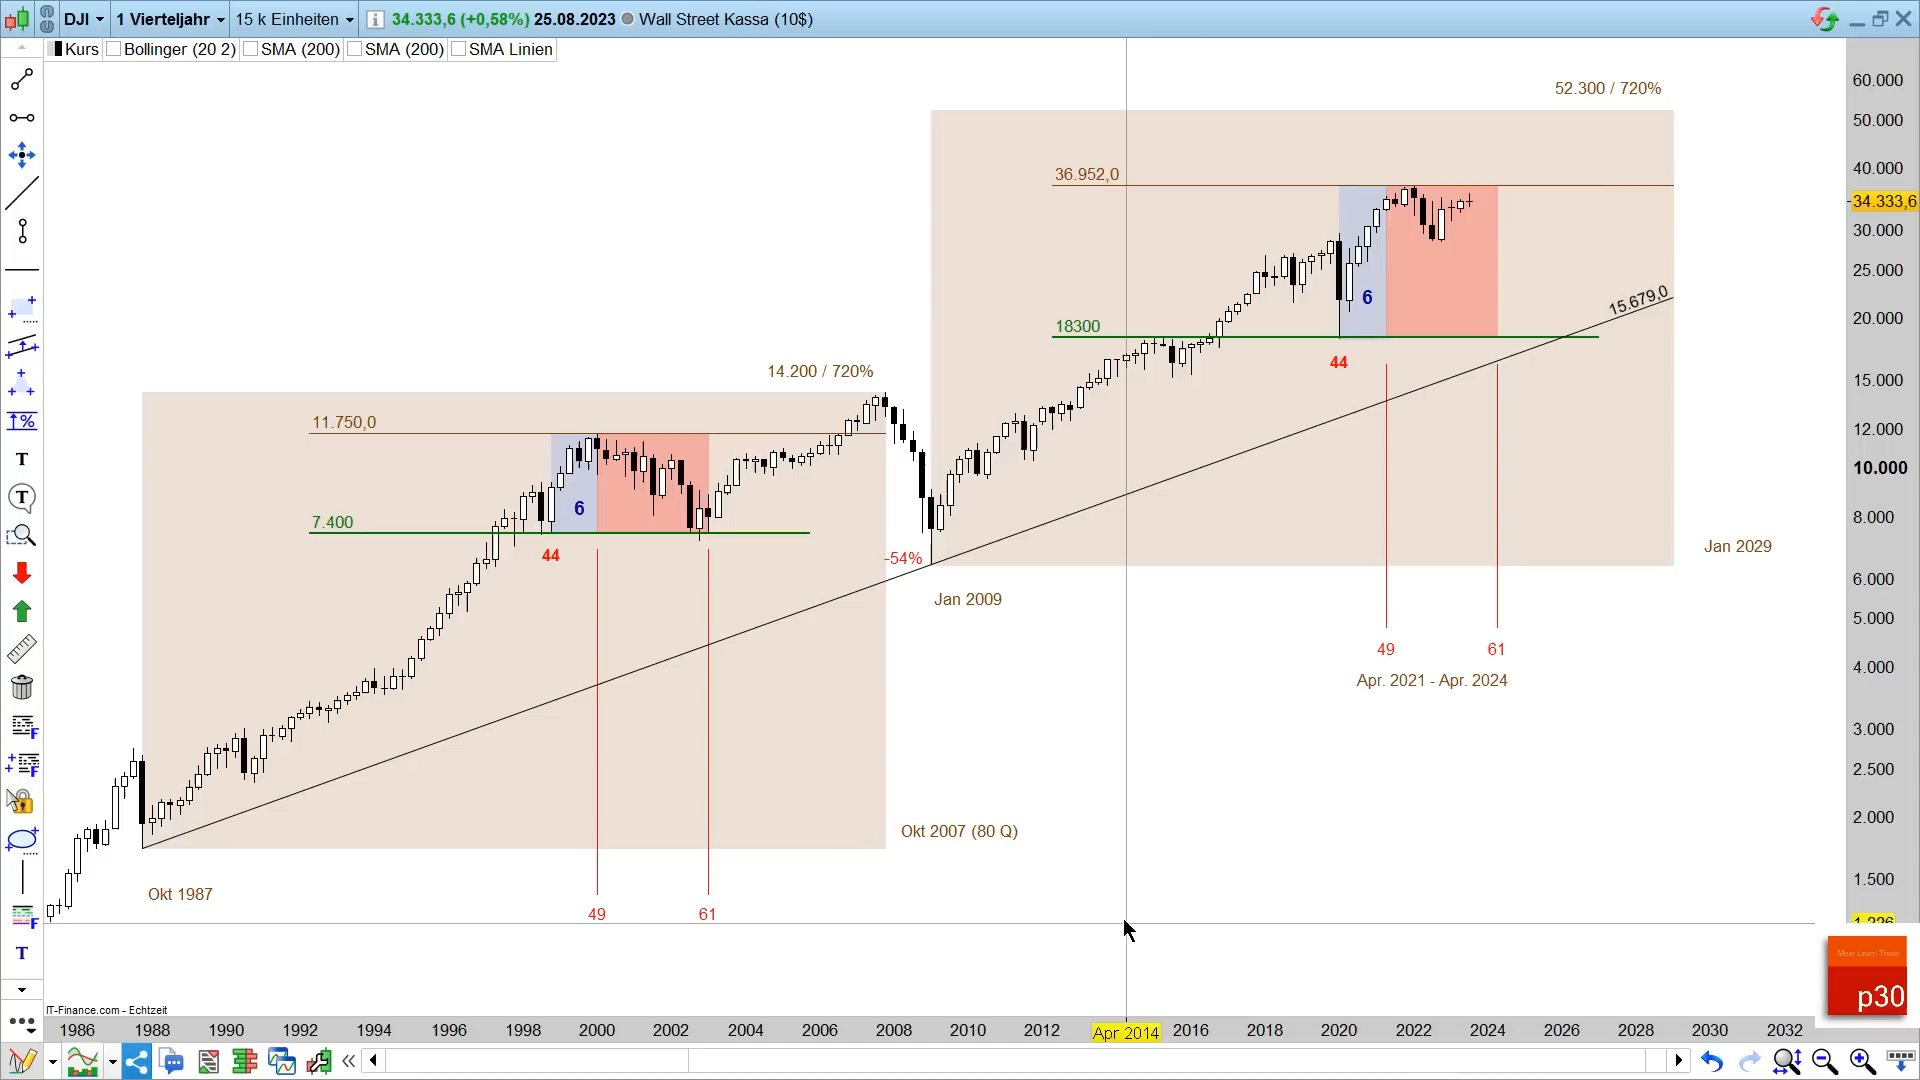 DJI 1 Vierteljahr 15 k Einheiten 34.333,6 (+0,58%) 25.08.2023 Wall Street Kassa (10$)
Kurs Bollinger (20 2) SMA (200) SMA (200) SMA Linien
52.300 / 720%
60.000
50.000
36.952,0
40.000
34.333,6
30.000
25.000
15.679,0
6
20.000
18300
44
14.200 / 720%
15.000
11.750,0
12.000
10.000
6
7.400
8.000
44
-54%
Jan 2029
6.000
Jan 2009
5.000
49 61
4.000
Apr. 2021 - Apr. 2024
3.000
2.500
2.000
Okt 2007 (80 Q)
1.500
Okt 1987
49 61
1.226
Mein Learn Trade
p30
IT-Finance.com - Echtzeit
1986 1988 1990 1992 1994 1996 1998 2000 2002 2004 2006 2008 2010 2012 Apr 2014 2016 2018 2020 2022 2024 2026 2028 2030 2032